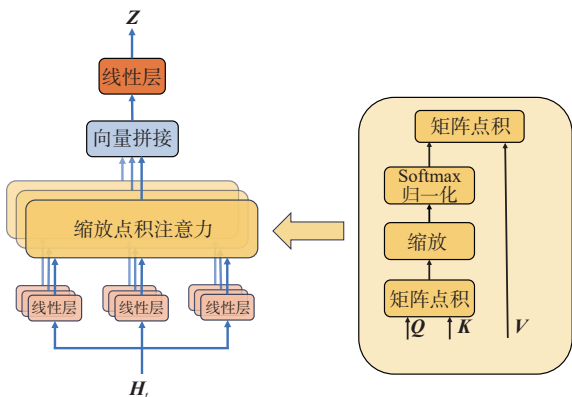 Z
线性层
向量拼接
缩放点积注意力
线性层
线性层
线性层
H_t
矩阵点积
Softmax
归一化
缩放
矩阵点积
Q
K
V